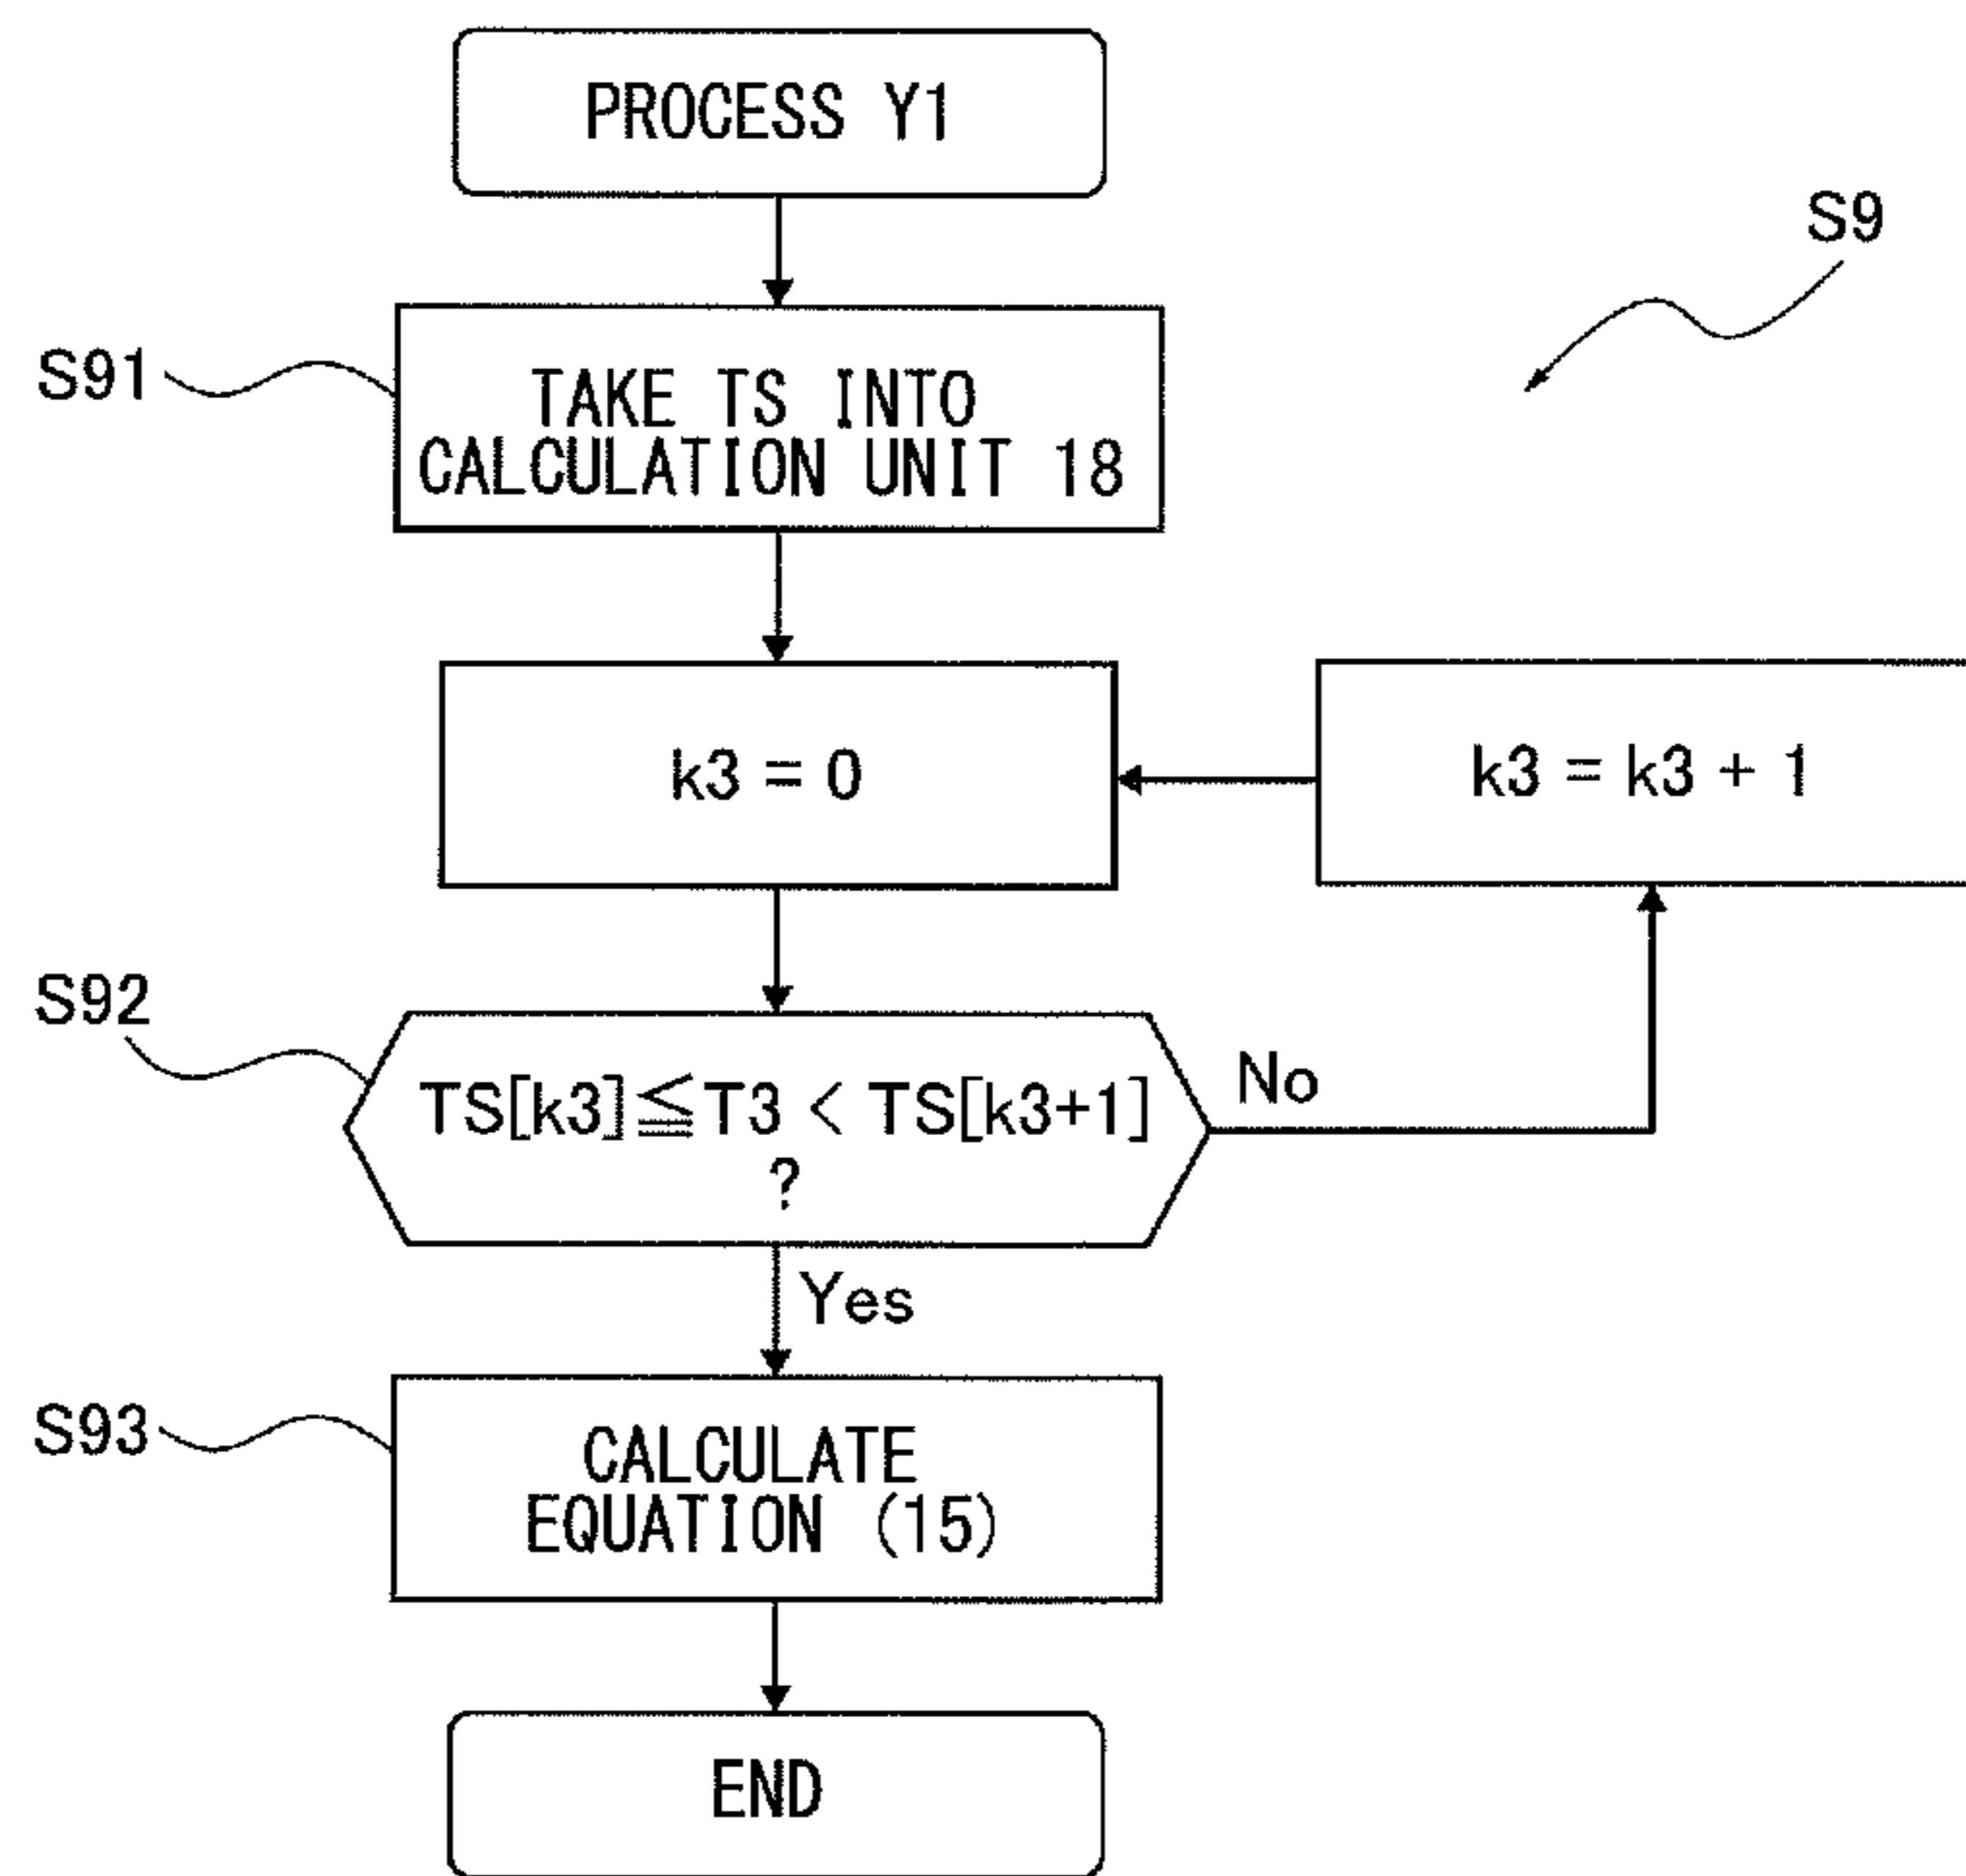 PROCESS Y1
S9
S91
TAKE TS INTO
CALCULATION UNIT 18
k3 = 0
k3 = k3 + 1
S92
TS[k3]≦T3 < TS[k3+1]
?
No
Yes
S93
CALCULATE
EQUATION (15)
END